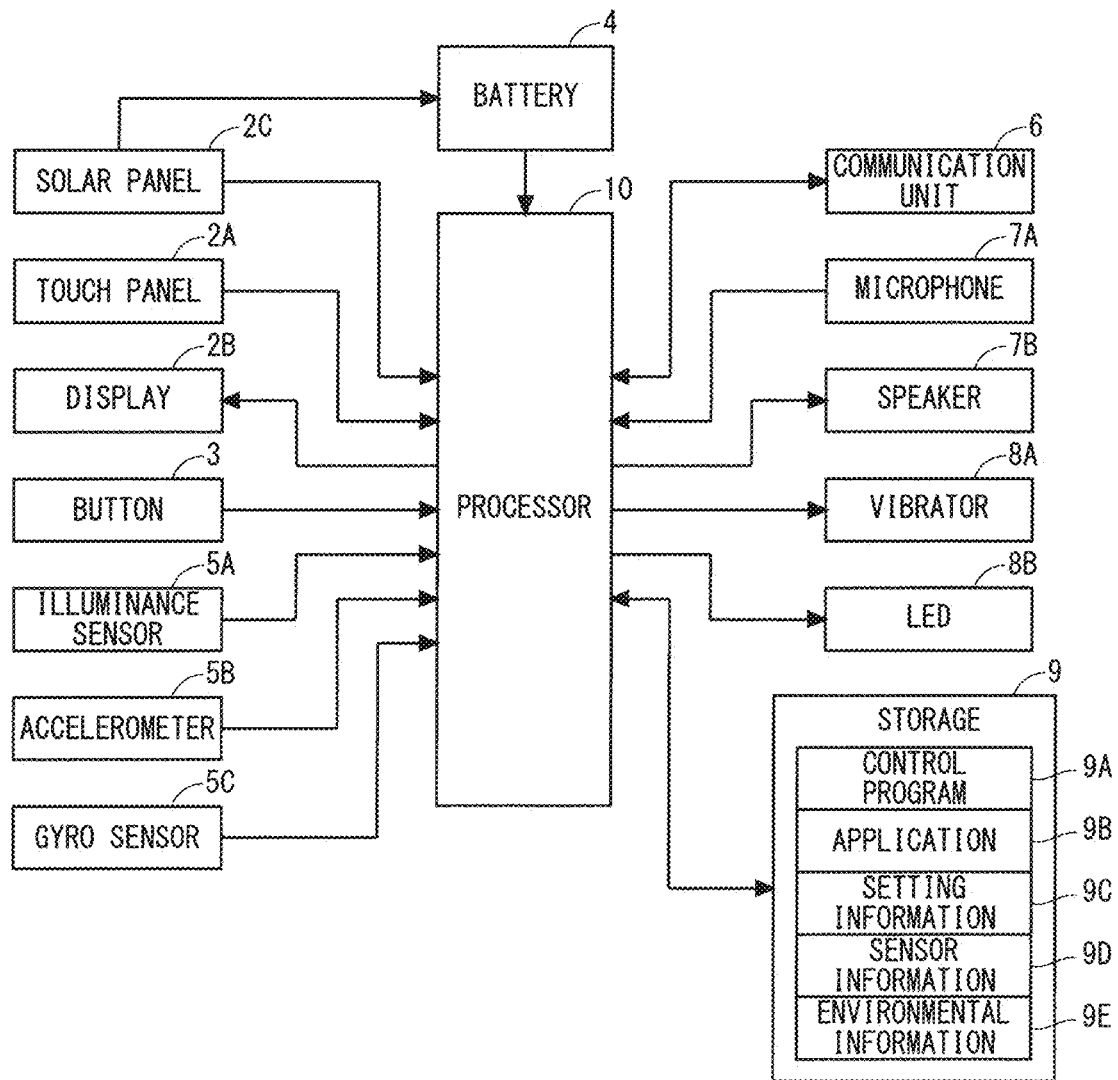 4
BATTERY
2C
SOLAR PANEL
2A
TOUCH PANEL
2B
DISPLAY
3
BUTTON
5A
ILLUMINANCE
SENSOR
5B
ACCELEROMETER
5C
GYRO SENSOR
10
PROCESSOR
6
COMMUNICATION
UNIT
7A
MICROPHONE
7B
SPEAKER
8A
VIBRATOR
8B
LED
9
STORAGE
CONTROL
PROGRAM
9A
APPLICATION
9B
SETTING
INFORMATION
9C
SENSOR
INFORMATION
9D
ENVIRONMENTAL
INFORMATION
9E